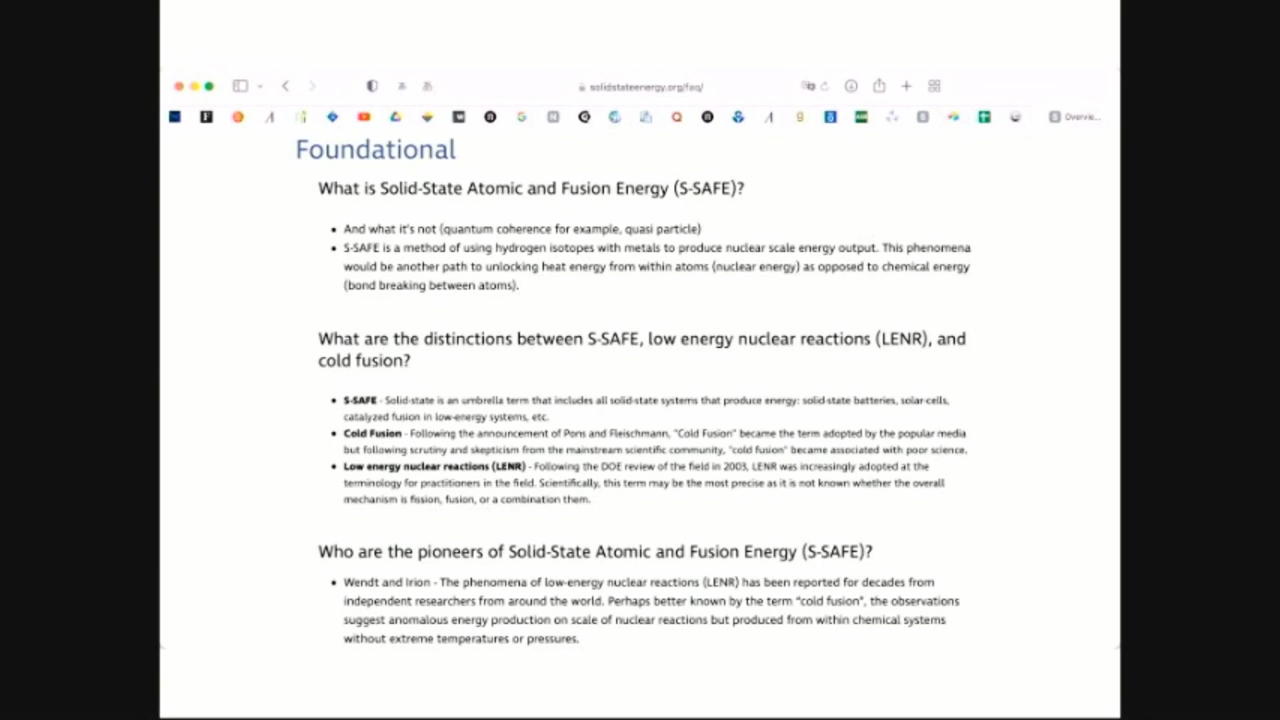 solidstateenergy.org/faq/
Overvie...
Foundational
What is Solid-State Atomic and Fusion Energy (S-SAFE)?
And what it's not (quantum coherence for example, quasi particle)
S-SAFE is a method of using hydrogen isotopes with metals to produce nuclear scale energy output. This phenomena
would be another path to unlocking heat energy from within atoms (nuclear energy) as opposed to chemical energy
(bond breaking between atoms).
What are the distinctions between S-SAFE, low energy nuclear reactions (LENR), and
cold fusion?
S-SAFE - Solid-state is an umbrella term that includes all solid-state systems that produce energy: solid-state batteries, solar-cells,
catalyzed fusion in low-energy systems, etc.
Cold Fusion - Following the announcement of Pons and Fleischmann, "Cold Fusion" became the term adopted by the popular media
but following scrutiny and skepticism from the mainstream scientific community, "cold fusion" became associated with poor science.
Low energy nuclear reactions (LENR) - Following the DOE review of the field in 2003, LENR was increasingly adopted at the
terminology for practitioners in the field. Scientifically, this term may be the most precise as it is not known whether the overall
mechanism is fission, fusion, or a combination them.
Who are the pioneers of Solid-State Atomic and Fusion Energy (S-SAFE)?
Wendt and Irion - The phenomena of low-energy nuclear reactions (LENR) has been reported for decades from
independent researchers from around the world. Perhaps better known by the term "cold fusion", the observations
suggest anomalous energy production on scale of nuclear reactions but produced from within chemical systems
without extreme temperatures or pressures.